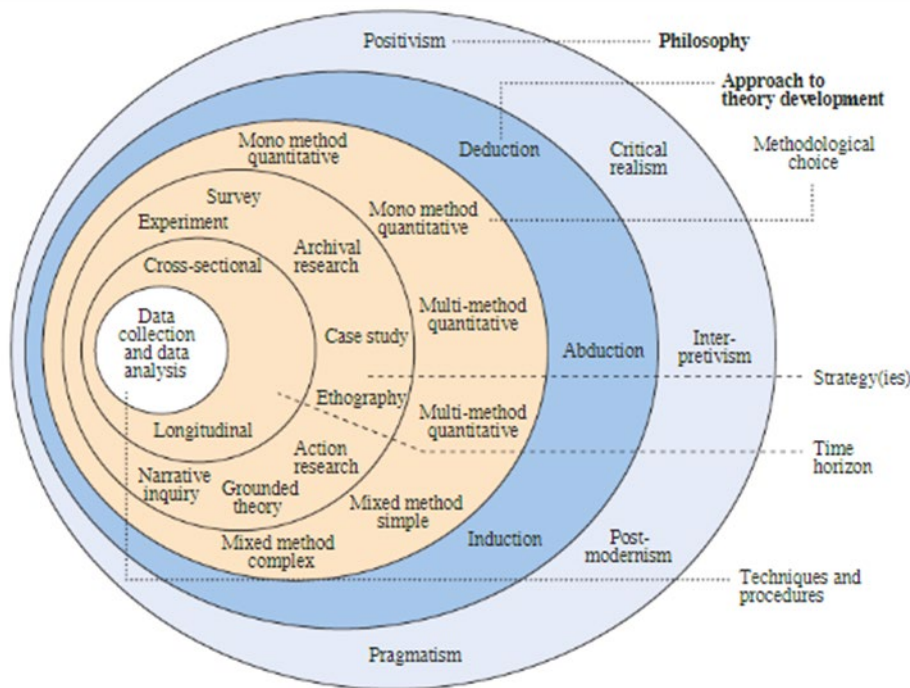 Positivism
Philosophy
Approach to
theory development
Mono method
quantitative
Deduction
Critical
realism
Methodological
choice
Survey
Mono method
quantitative
Experiment
Archival
research
Cross-sectional
Data
collection
and data
analysis
Case study
Multi-method
quantitative
Abduction
Inter-
pretivism
Strategy(ies)
Ethography
Multi-method
quantitative
Longitudinal
Action
research
Time
horizon
Narrative
inquiry
Grounded
theory
Mixed method
simple
Mixed method
complex
Induction
Post-
modernism
Techniques and
procedures
Pragmatism